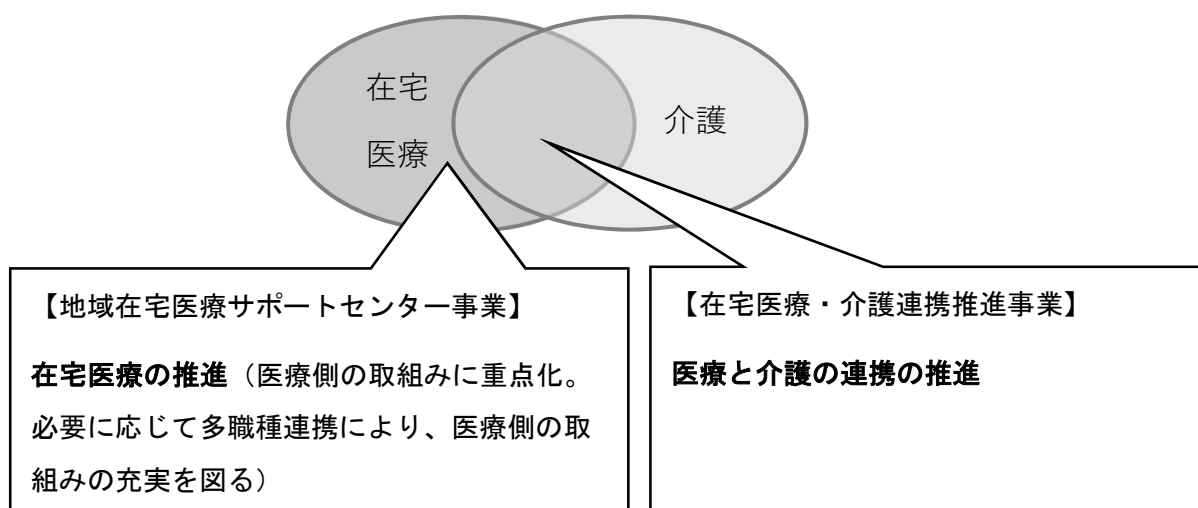 在宅
医療
介護
【地域在宅医療サポートセンター事業】
在宅医療の推進（医療側の取組みに重点化。
必要に応じて多職種連携により、医療側の取
組みの充実を図る）
【在宅医療・介護連携推進事業】
医療と介護の連携の推進